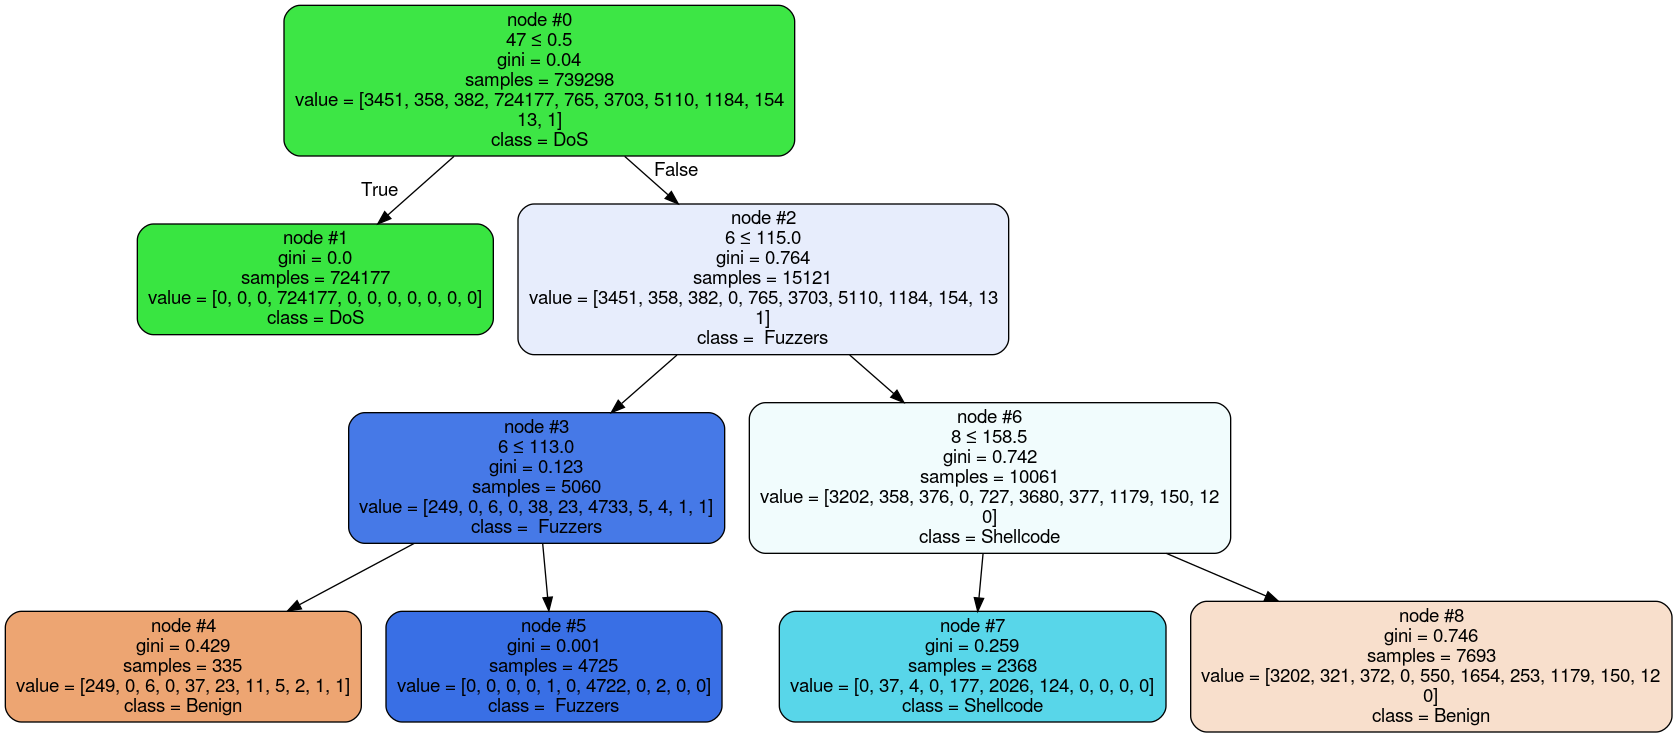 node #0
47 ≤ 0.5
gini = 0.04
samples = 739298
value = [3451, 358, 382, 724177, 765, 3703, 5110, 1184, 154
13, 1]
class = DoS
True
False
node #1
gini = 0.0
samples = 724177
value = [0, 0, 0, 724177, 0, 0, 0, 0, 0, 0, 0]
class = DoS
node #2
6 ≤ 115.0
gini = 0.764
samples = 15121
value = [3451, 358, 382, 0, 765, 3703, 5110, 1184, 154, 13
1]
class =  Fuzzers
node #3
6 ≤ 113.0
gini = 0.123
samples = 5060
value = [249, 0, 6, 0, 38, 23, 4733, 5, 4, 1, 1]
class =  Fuzzers
node #6
8 ≤ 158.5
gini = 0.742
samples = 10061
value = [3202, 358, 376, 0, 727, 3680, 377, 1179, 150, 12
0]
class = Shellcode
node #4
gini = 0.429
samples = 335
value = [249, 0, 6, 0, 37, 23, 11, 5, 2, 1, 1]
class = Benign
node #5
gini = 0.001
samples = 4725
value = [0, 0, 0, 0, 1, 0, 4722, 0, 2, 0, 0]
class =  Fuzzers
node #7
gini = 0.259
samples = 2368
value = [0, 37, 4, 0, 177, 2026, 124, 0, 0, 0, 0]
class = Shellcode
node #8
gini = 0.746
samples = 7693
value = [3202, 321, 372, 0, 550, 1654, 253, 1179, 150, 12
0]
class = Benign